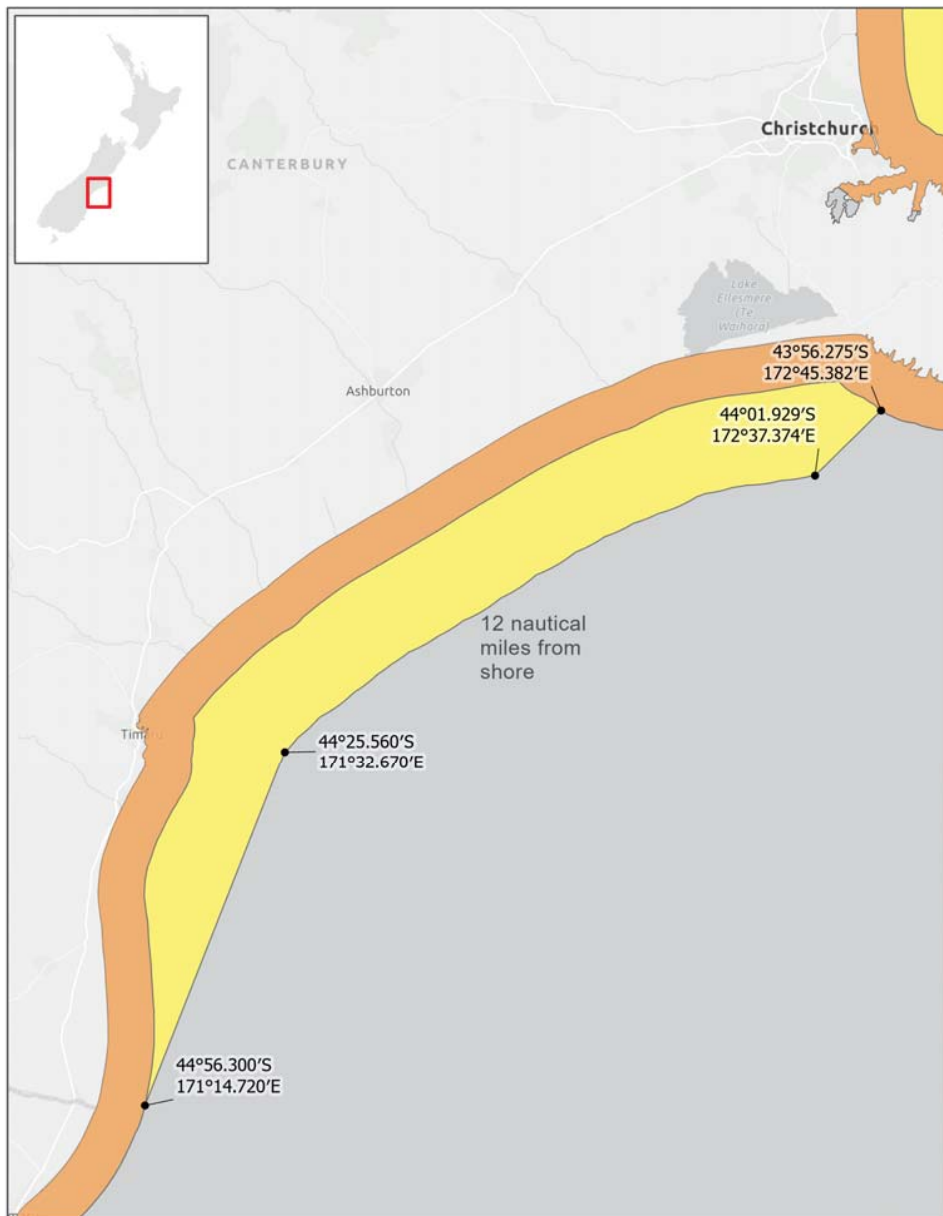 Christchurch
CANTERBURY
Lake
Ellesmere
(Te
Waihora)
43°56.275'S
172°45.382'E
Ashburton
44°01.929'S
172°37.374'E
12 nautical
miles from
shore
Timaru
44°25.560'S
171°32.670'E
44°56.300'S
171°14.720'E